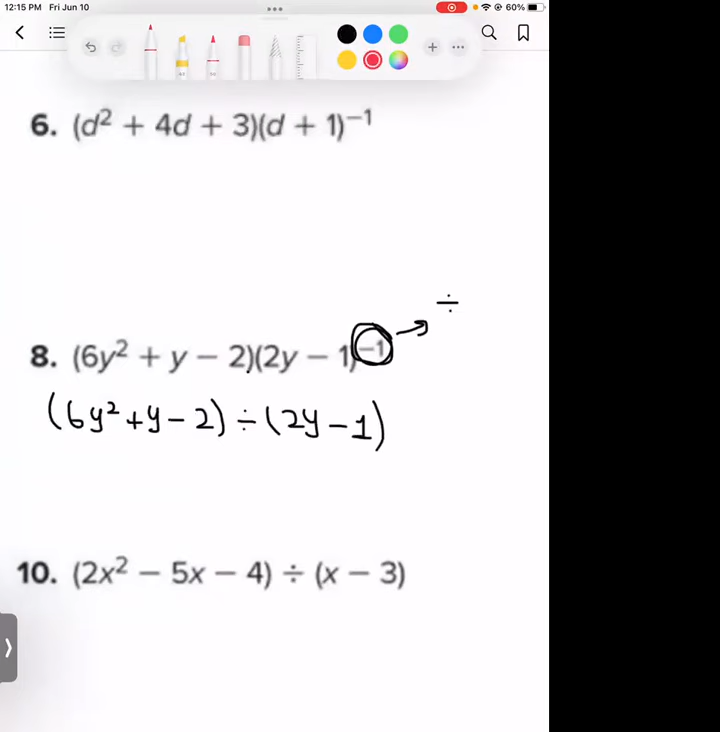 12:15 PM Fri Jun 10
60%
6. (d² + 4d + 3)(d + 1)⁻¹
÷
8. (6y² + y − 2)(2y − 1)⁻¹
(6y²+y−2)÷(2y−1)
10. (2x² − 5x − 4) ÷ (x − 3)